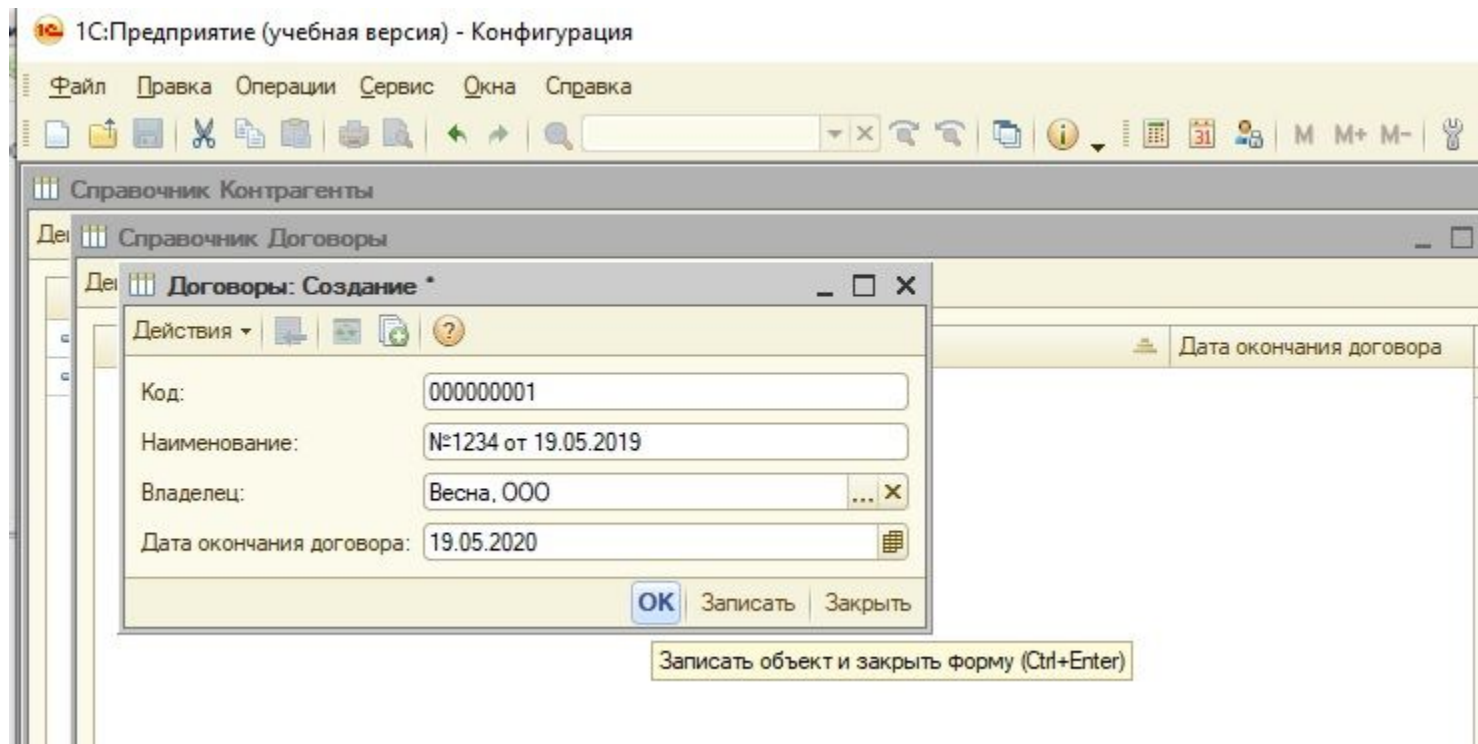 1С:Предприятие (учебная версия) - Конфигурация
Файл Правка Операции Сервис Окна Справка
31 M M+ M-
Справочник Контрагенты
Справочник Договоры
Договоры: Создание *
Действия
Дата окончания договора
Код: 000000001
Наименование: №1234 от 19.05.2019
Владелец: Весна, ООО ...
Дата окончания договора: 19.05.2020
ОК Записать Закрыть
Записать объект и закрыть форму (Ctrl+Enter)